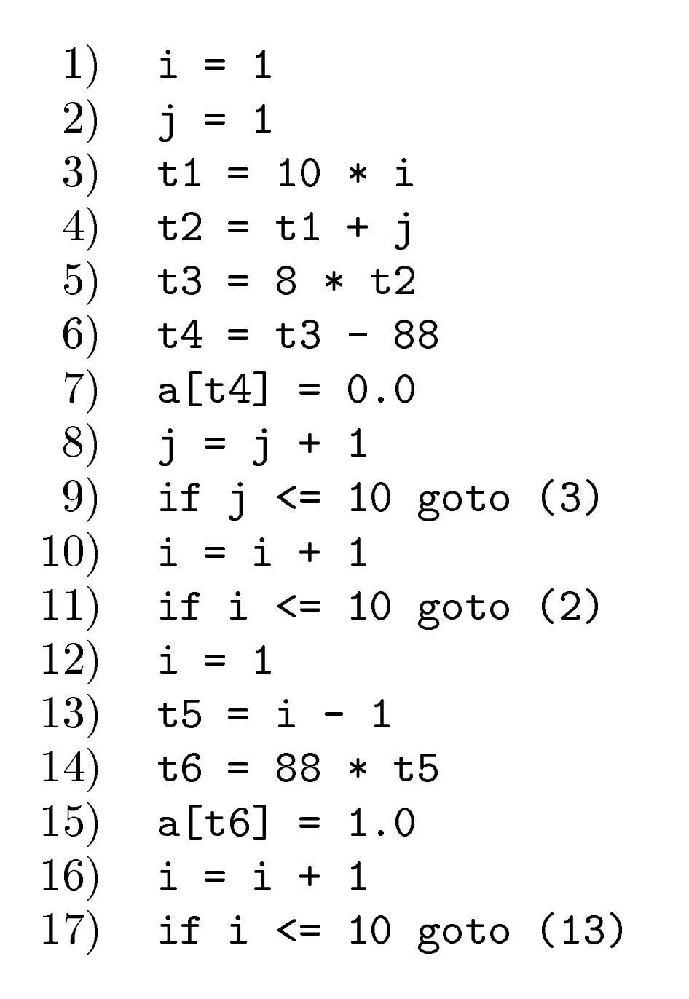 1) i = 1
2) j = 1
3) t1 = 10 * i
4) t2 = t1 + j
5) t3 = 8 * t2
6) t4 = t3 - 88
7) a[t4] = 0.0
8) j = j + 1
9) if j <= 10 goto (3)
10) i = i + 1
11) if i <= 10 goto (2)
12) i = 1
13) t5 = i - 1
14) t6 = 88 * t5
15) a[t6] = 1.0
16) i = i + 1
17) if i <= 10 goto (13)